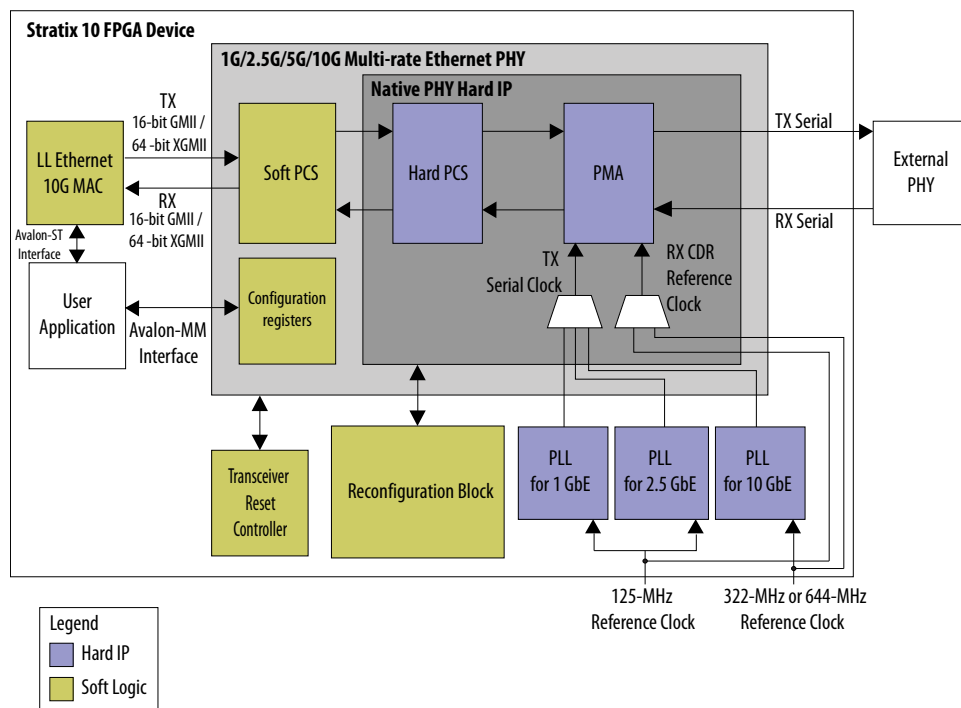 Stratix 10 FPGA Device
1G/2.5G/5G/10G Multi-rate Ethernet PHY
Native PHY Hard IP
LL Ethernet
10G MAC
TX
16-bit GMII /
64 -bit XGMII
RX
16-bit GMII /
64 -bit XGMII
Soft PCS
Hard PCS
PMA
TX Serial
RX Serial
External
PHY
Avalon-ST
Interface
User
Application
Avalon-MM
Interface
Configuration
registers
TX
Serial Clock
RX CDR
Reference
Clock
Transceiver
Reset
Controller
Reconfiguration Block
PLL
for 1 GbE
PLL
for 2.5 GbE
PLL
for 10 GbE
125-MHz
Reference Clock
322-MHz or 644-MHz
Reference Clock
Legend
Hard IP
Soft Logic